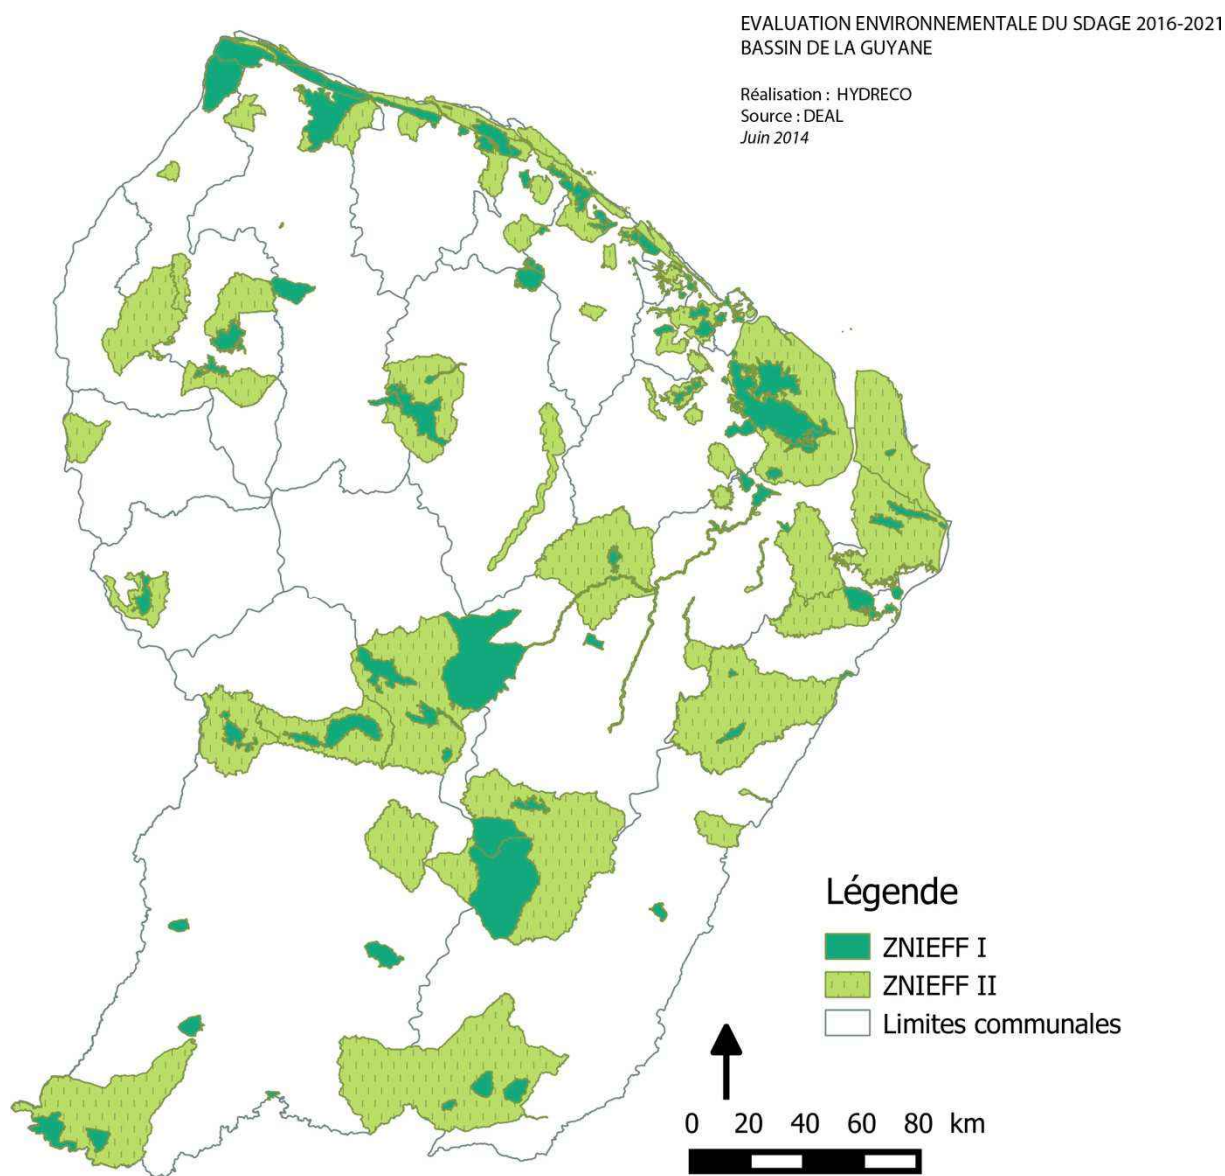 EVALUATION ENVIRONNEMENTALE DU SDAGE 2016-2021
BASSIN DE LA GUYANE
Réalisation : HYDRECO
Source : DEAL
Juin 2014
Légende
ZNIEFF I
ZNIEFF II
Limites communales
0 20 40 60 80 km